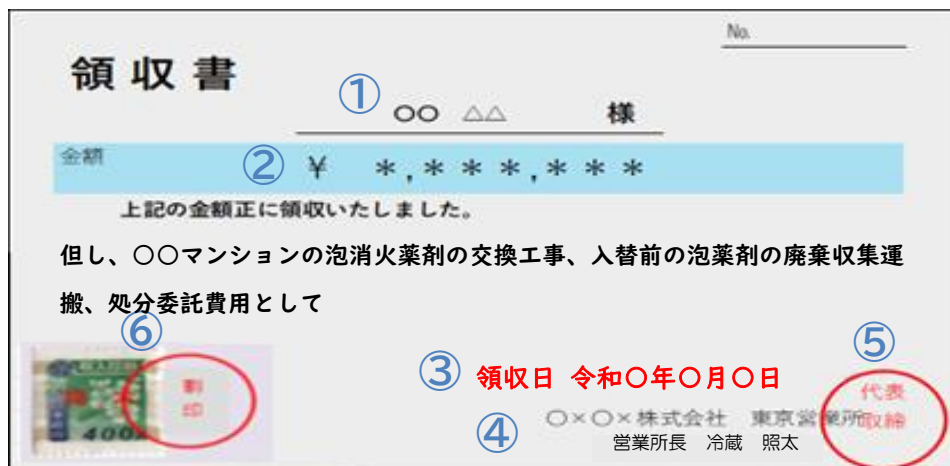 No.
領収書
① 〇〇 △△ 様
金額 ② ¥ *,***,***
上記の金額正に領収いたしました。
但し、〇〇マンションの泡消火薬剤の交換工事、入替前の泡薬剤の廃棄収集運
搬、処分委託費用として
⑥
⑤
割
印
400
③ 領収日 令和〇年〇月〇日
代表
取締
④ 〇×〇×株式会社 東京営業所
営業所長 冷蔵 照太